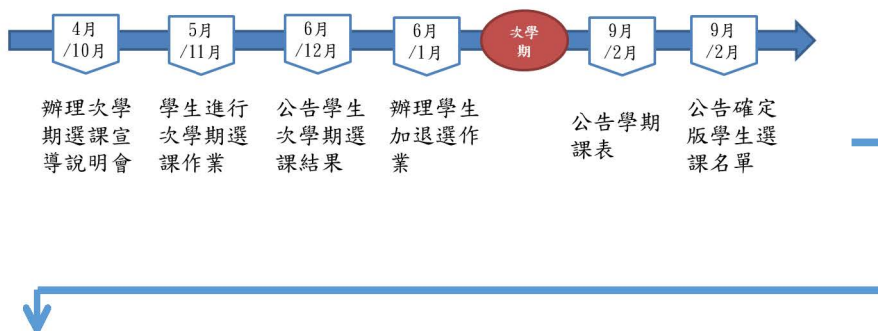 4月
/10月
5月
/11月
6月
/12月
6月
/1月
次學
期
9月
/2月
9月
/2月
辦理次學
期選課宣
導說明會
學生進行
次學期選
課作業
公告學生
次學期選
課結果
辦理學生
加退選作
業
公告學期
課表
公告確定
版學生選
課名單